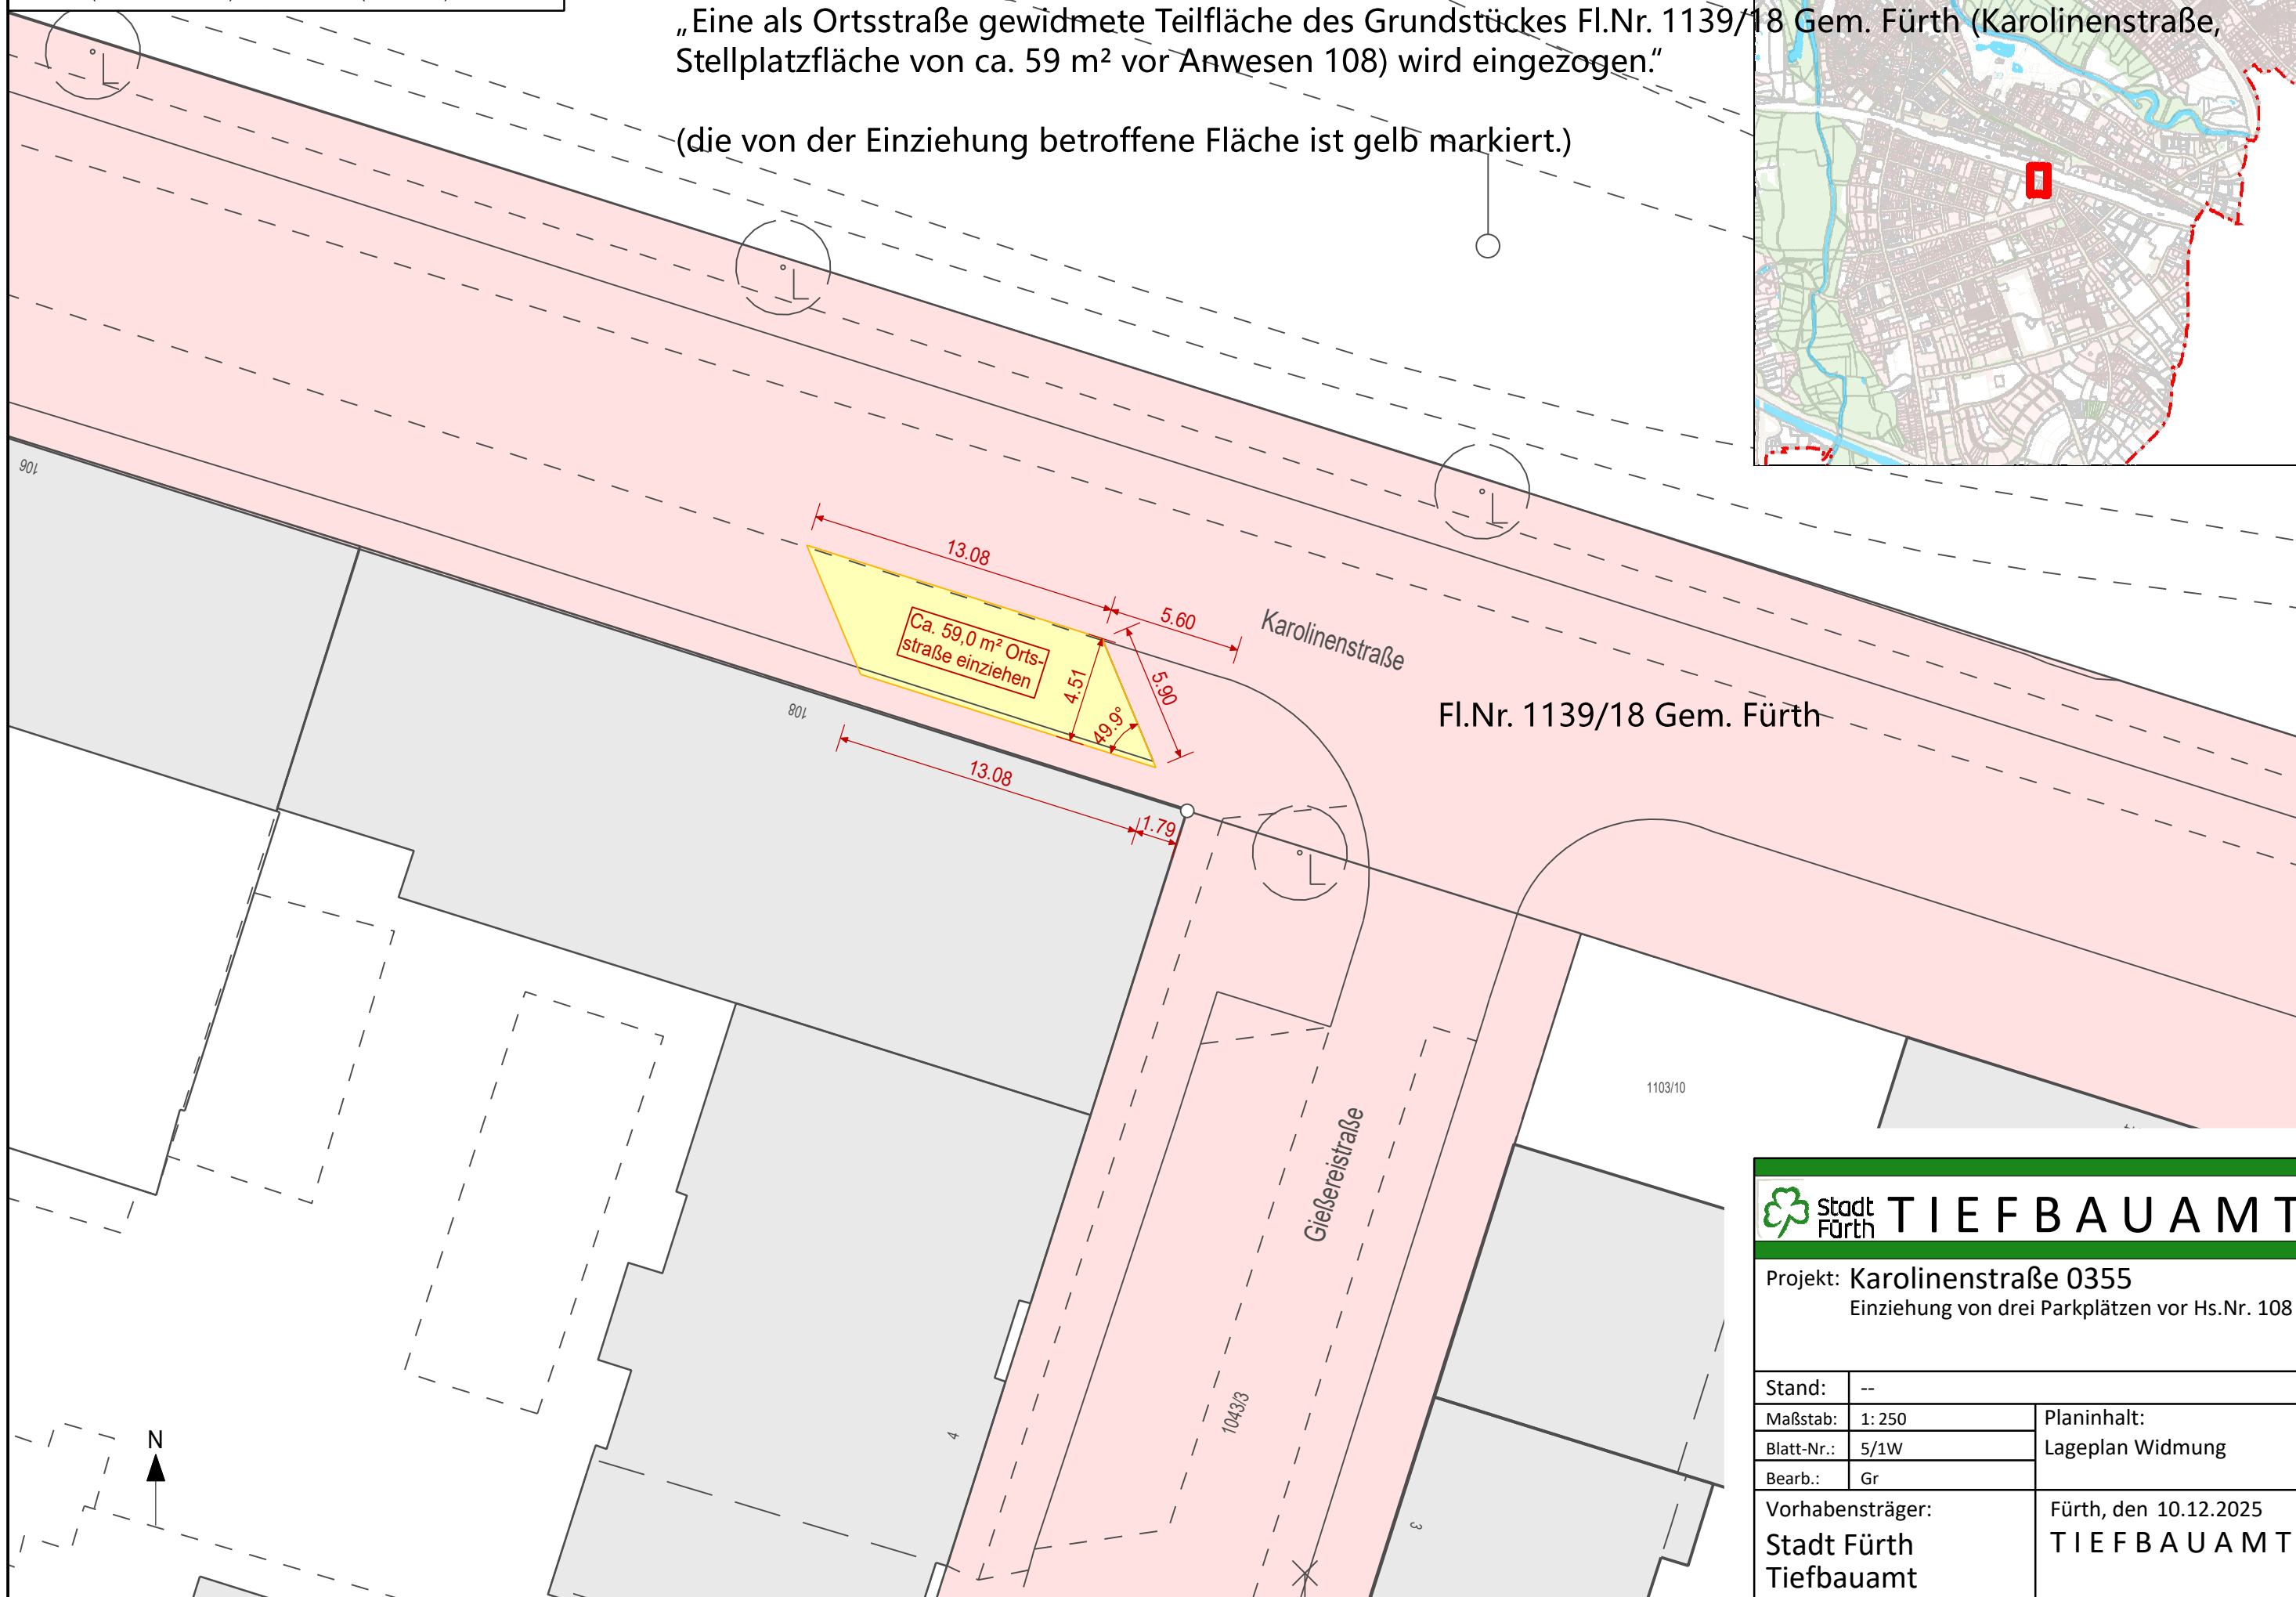 „Eine als Ortsstraße gewidmete Teilfläche des Grundstückes Fl.Nr. 1139/18 Gem. Fürth (Karolinenstraße,
Stellplatzfläche von ca. 59 m² vor Anwesen 108) wird eingezogen.“
(die von der Einziehung betroffene Fläche ist gelb markiert.)
106
13.08
5.60
Karolinenstraße
Ca. 59,0 m² Orts-
straße einziehen
4.51
5.90
49.9°
108
Fl.Nr. 1139/18 Gem. Fürth
13.08
1.79
1103/10
Gießereistraße
1043/3
4
3
N
Stadt
Fürth
TIEFBAUAMT
Projekt: Karolinenstraße 0355
Einziehung von drei Parkplätzen vor Hs.Nr. 108
Stand: --
Maßstab: 1: 250
Planinhalt:
Blatt-Nr.: 5/1W
Lageplan Widmung
Bearb.: Gr
Vorhabensträger:
Fürth, den 10.12.2025
Stadt Fürth
TIEFBAUAMT
Tiefbauamt